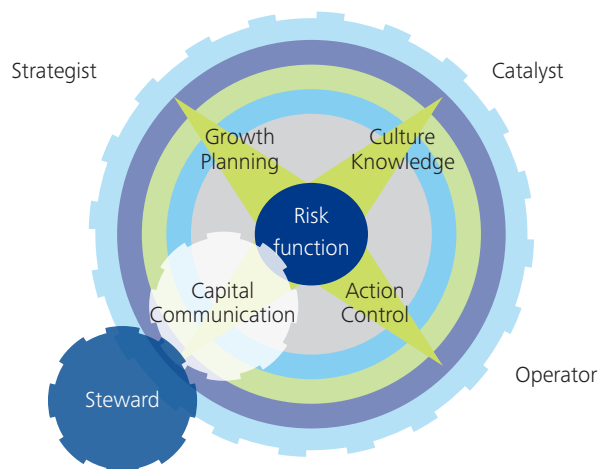 Strategist
Catalyst
Growth
Planning
Culture
Knowledge
Risk
function
Capital
Communication
Action
Control
Steward
Operator